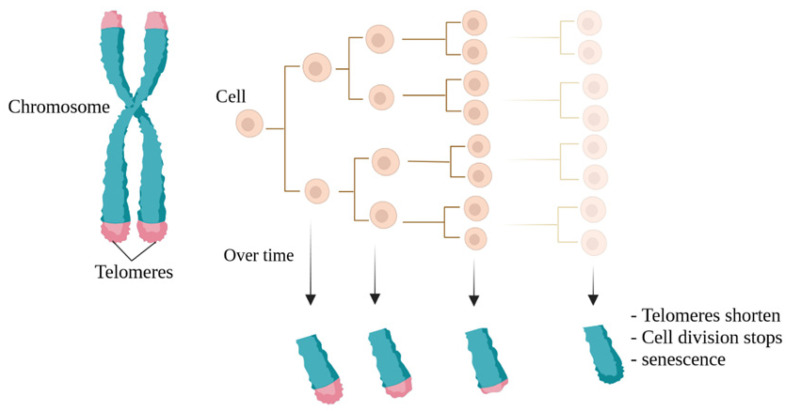 Chromosome
Telomeres
Cell
Over time
- Telomeres shorten
- Cell division stops
- senescence